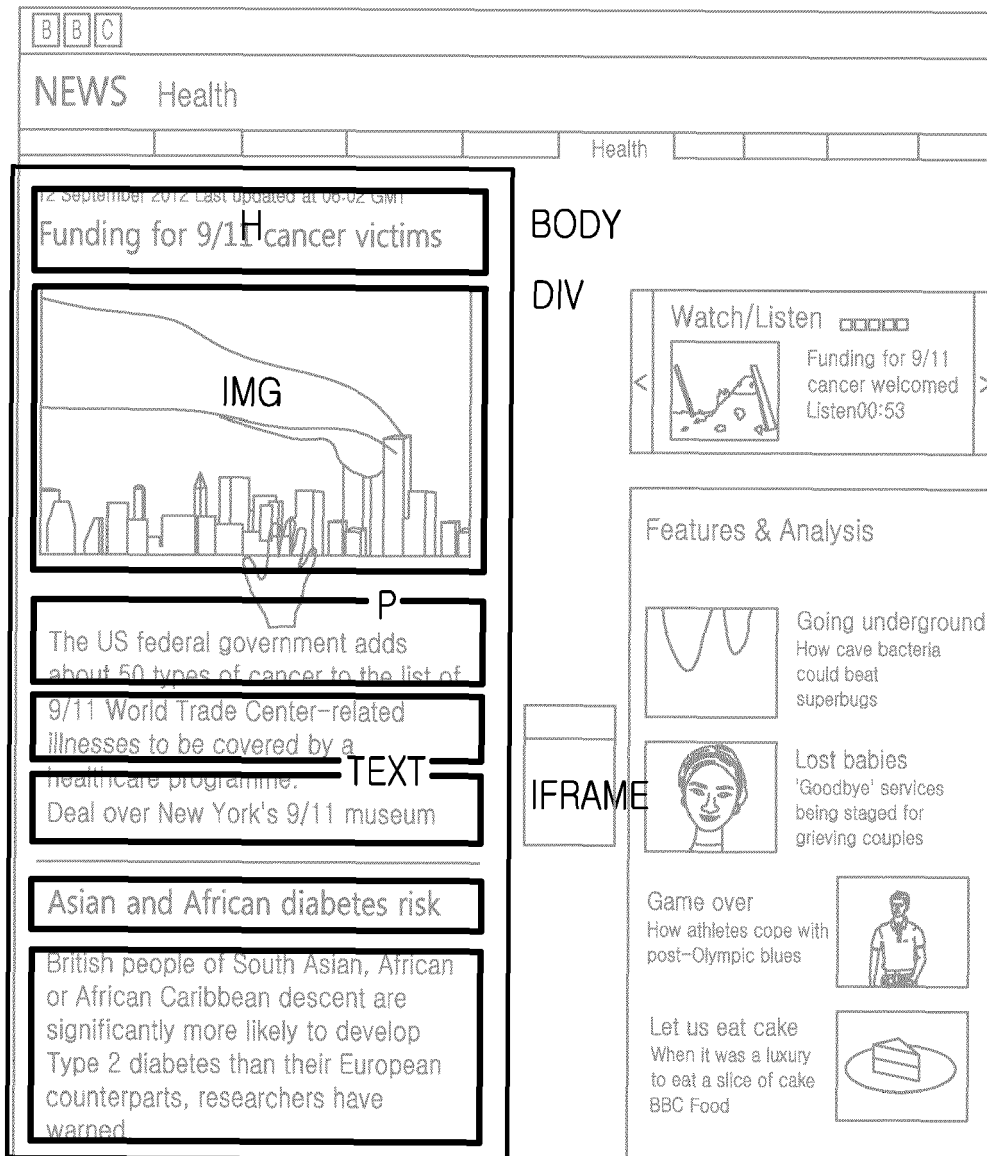 BBC
NEWS Health
Health
12 September 2012 Last updated at 06:02 GMT
H
Funding for 9/11 cancer victims
IMG
P
The US federal government adds
about 50 types of cancer to the list of
9/11 World Trade Center-related
illnesses to be covered by a
healthcare programme.
TEXT
Deal over New York's 9/11 museum
Asian and African diabetes risk
British people of South Asian, African
or African Caribbean descent are
significantly more likely to develop
Type 2 diabetes than their European
counterparts, researchers have
warned
BODY
DIV
IFRAME
Watch/Listen
<
Funding for 9/11
cancer welcomed
Listen00:53
>
Features & Analysis
Going underground
How cave bacteria
could beat
superbugs
Lost babies
'Goodbye' services
being staged for
grieving couples
Game over
How athletes cope with
post-Olympic blues
Let us eat cake
When it was a luxury
to eat a slice of cake
BBC Food